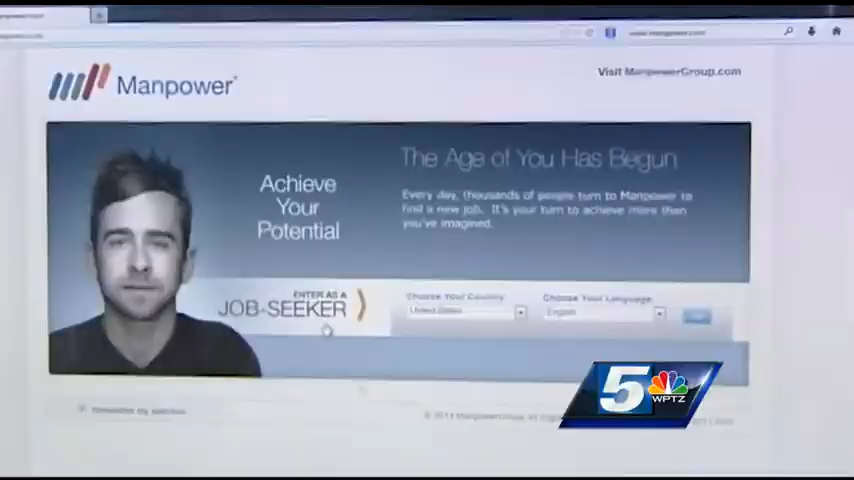 Manpower
Visit ManpowerGroup.com
Achieve
Your
Potential
The Age of You Has Begun
Every day, thousands of people turn to Manpower to
find a new job. It's your turn to achieve more than
you've imagined.
ENTER AS A
JOB-SEEKER
Choose Your Country
United States
Choose Your Language
English
5
WPTZ